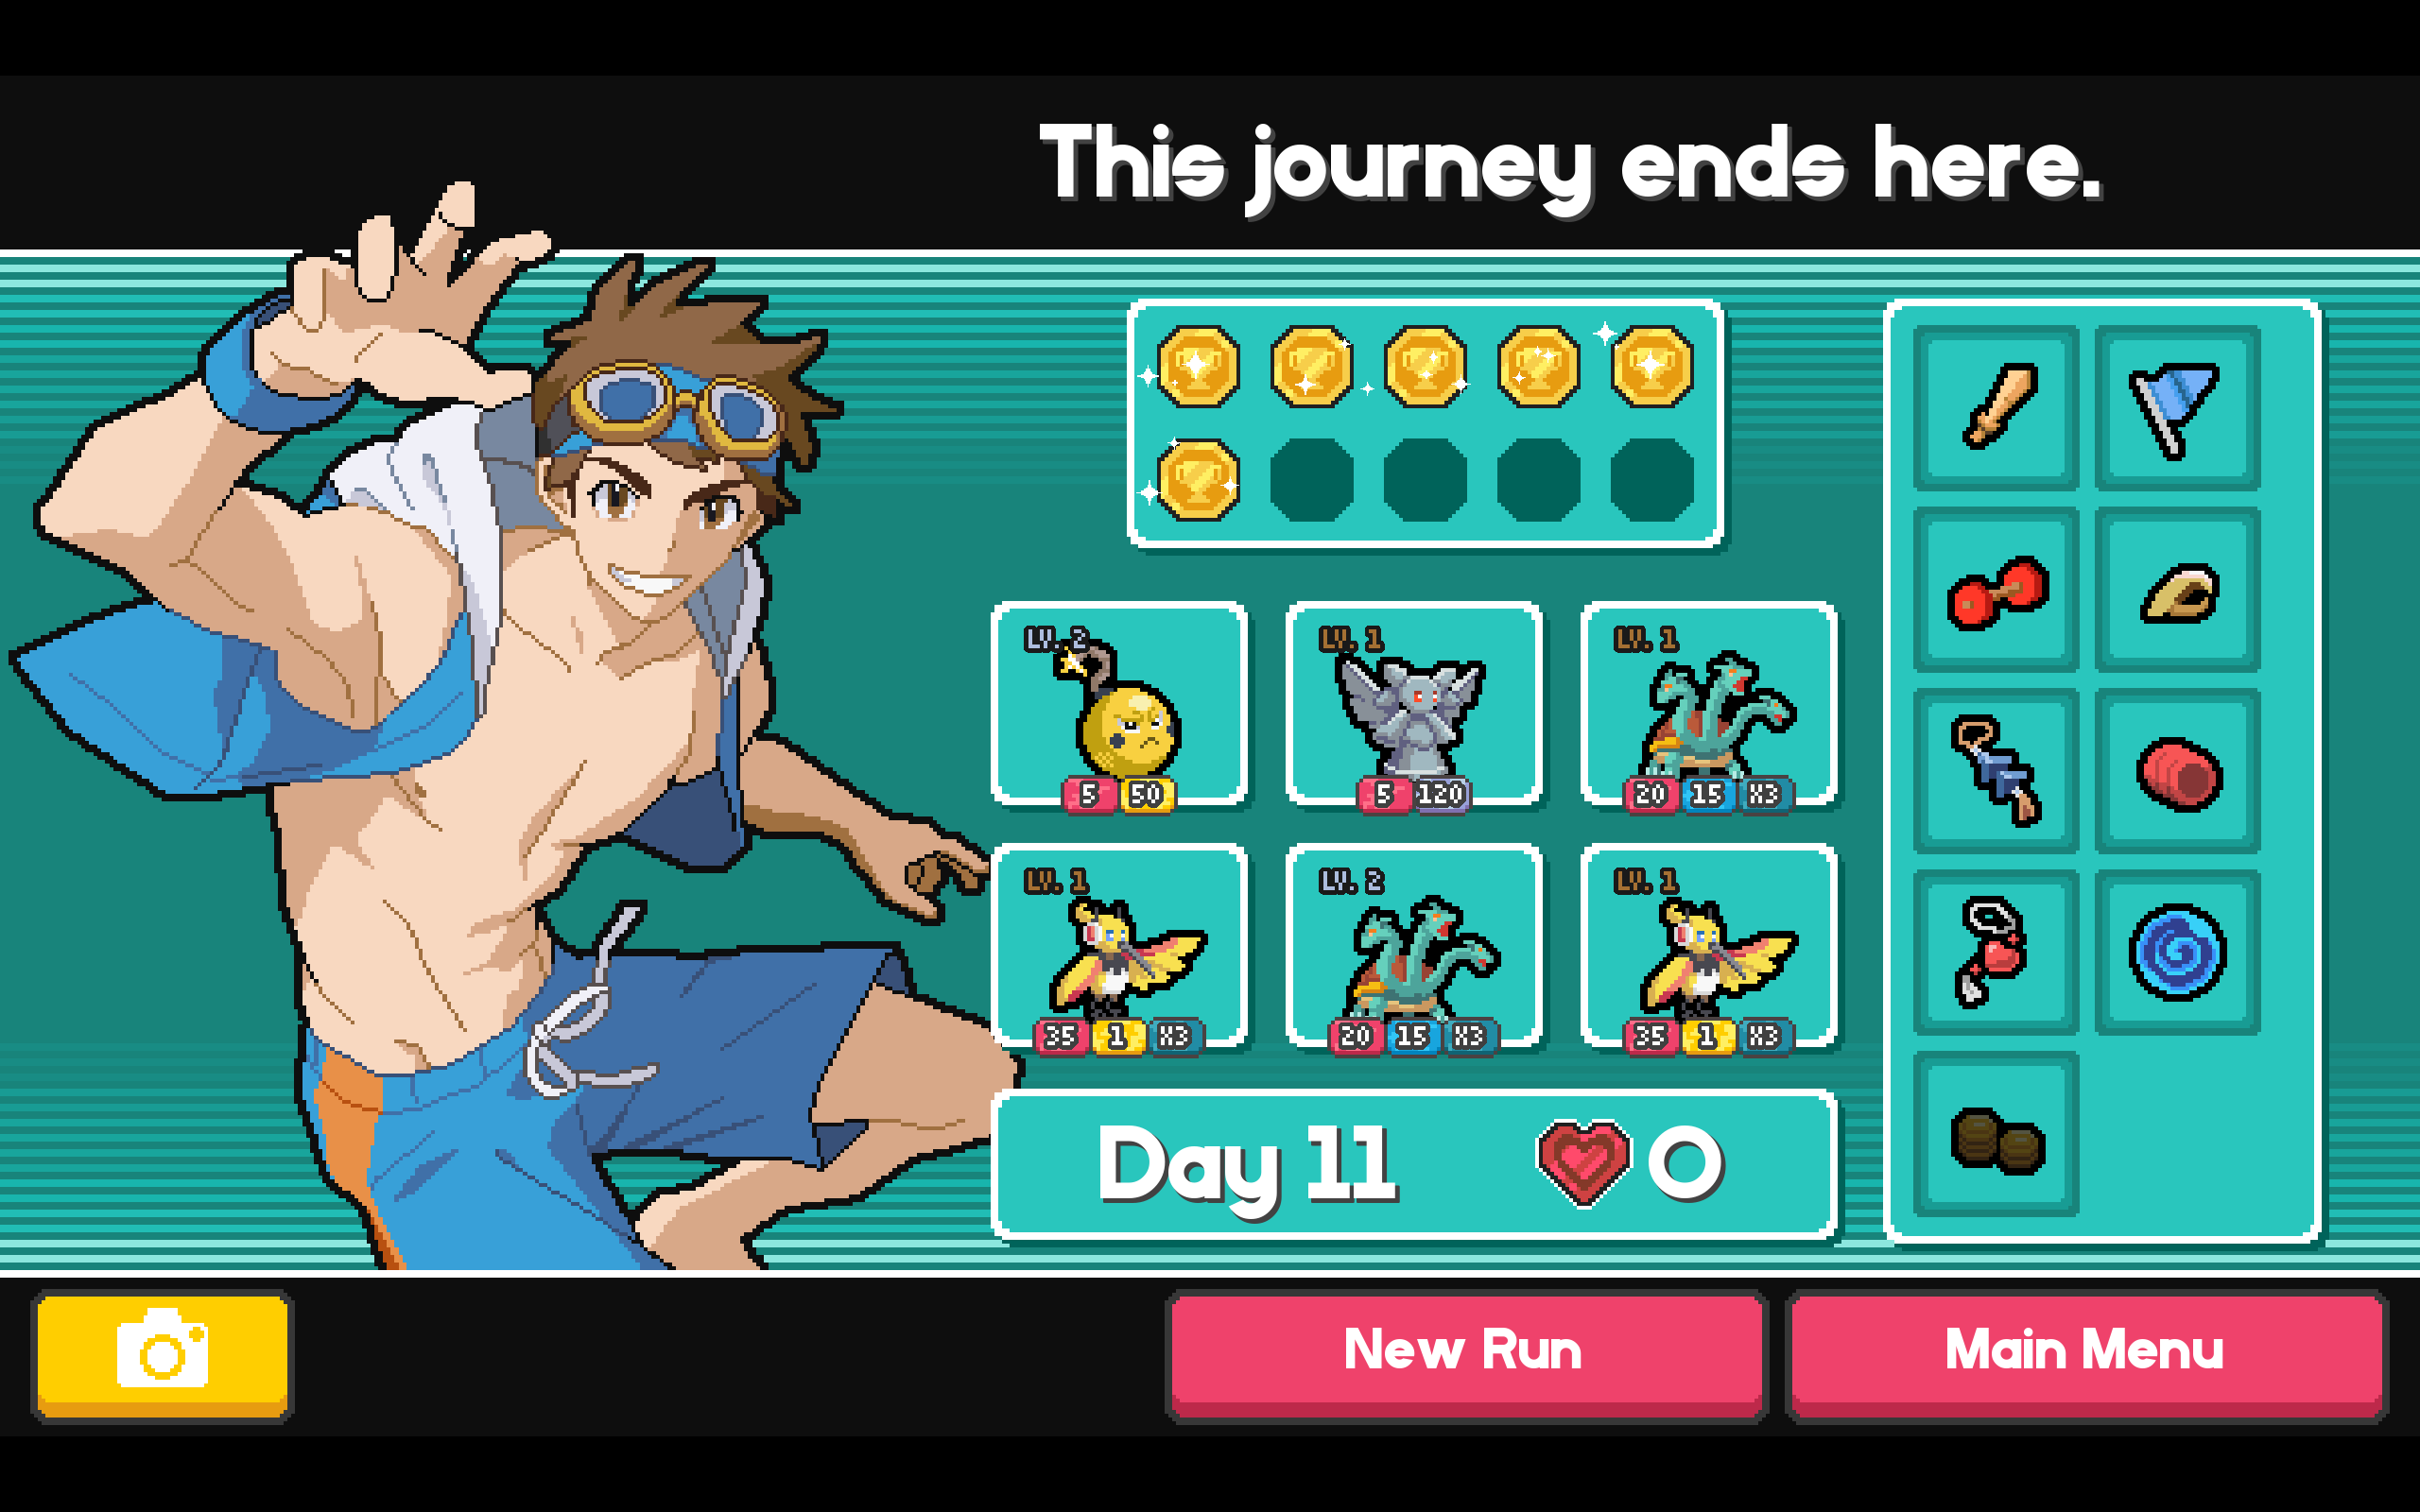 This journey ends here.
LV. 2
LV. 1
LV. 1
5 50
5 120
20 15 X3
LV. 1
LV. 2
LV. 1
35 1 X3
20 15 X3
35 1 X3
Day 11
0
New Run
Main Menu